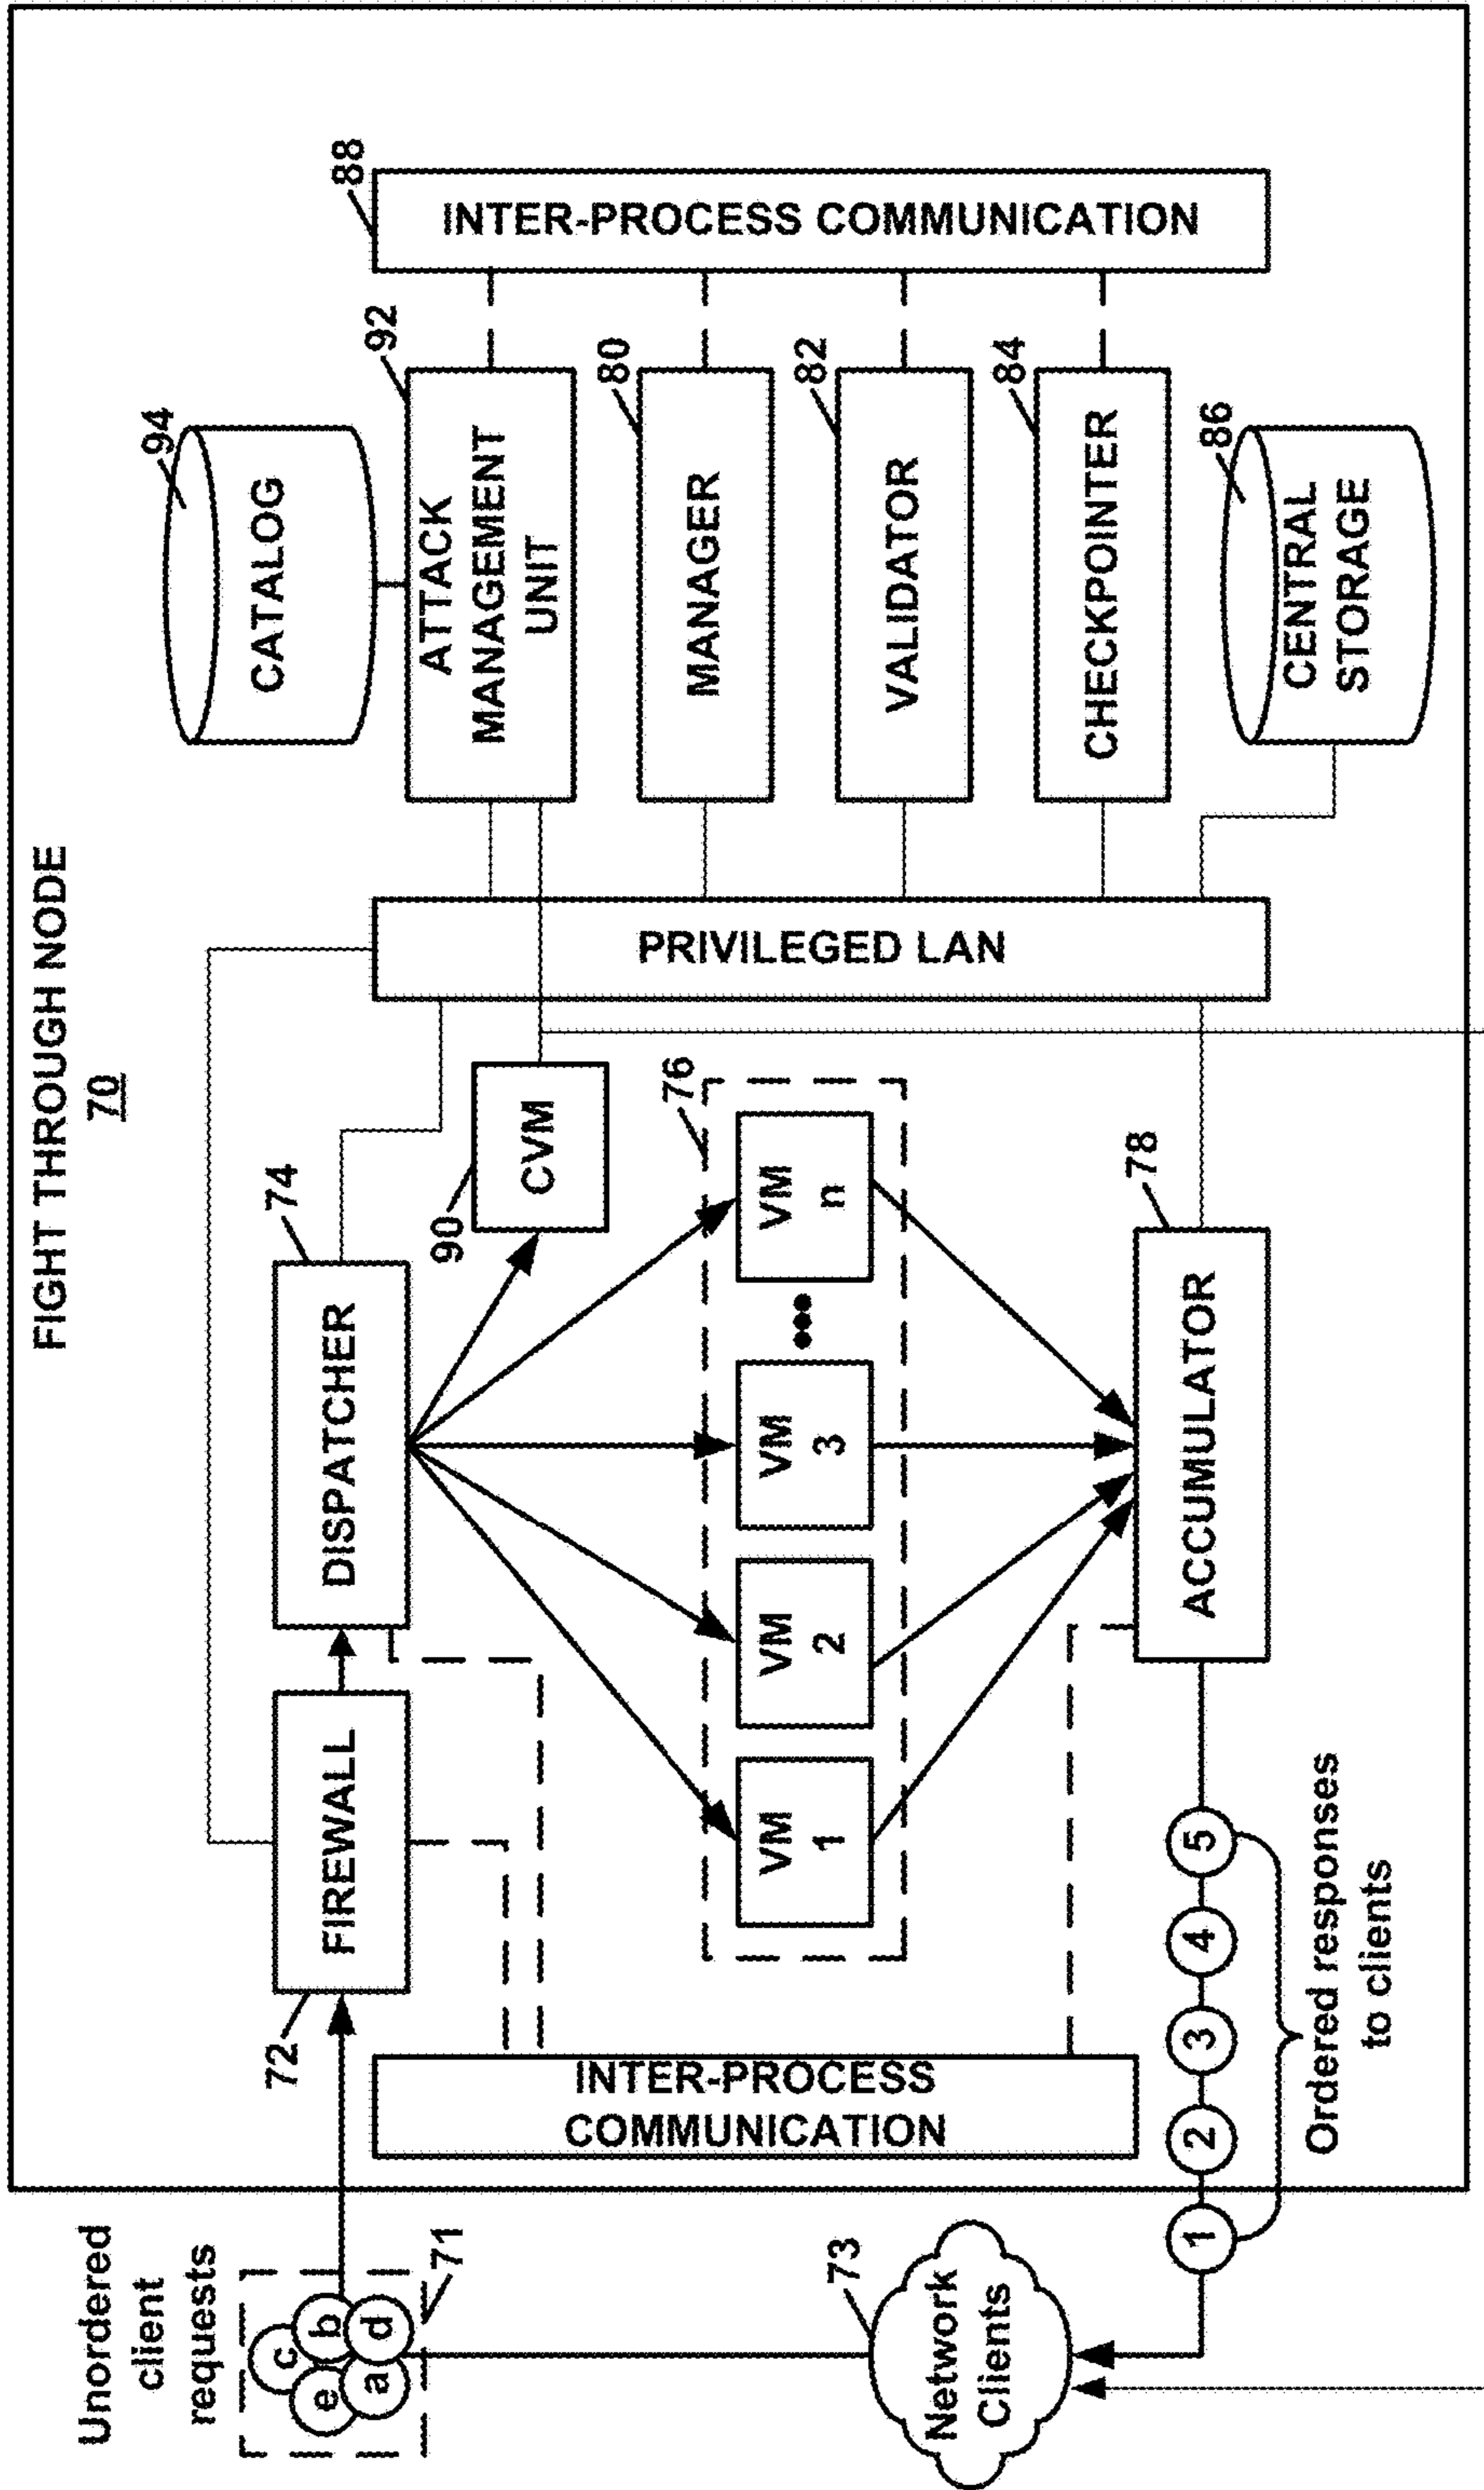 FIGHT THROUGH NODE
70
Unordered
client
requests
c
b
e
a
d
71
FIREWALL
72
DISPATCHER
74
CVM
90
76
VM
1
VM
2
VM
3
VM
n
INTER-PROCESS
COMMUNICATION
ACCUMULATOR
78
Network
Clients
73
1
2
3
4
5
Ordered responses
to clients
PRIVILEGED LAN
CATALOG
94
ATTACK
MANAGEMENT
UNIT
92
MANAGER
80
VALIDATOR
82
CHECKPOINTER
84
CENTRAL
STORAGE
86
INTER-PROCESS COMMUNICATION
88